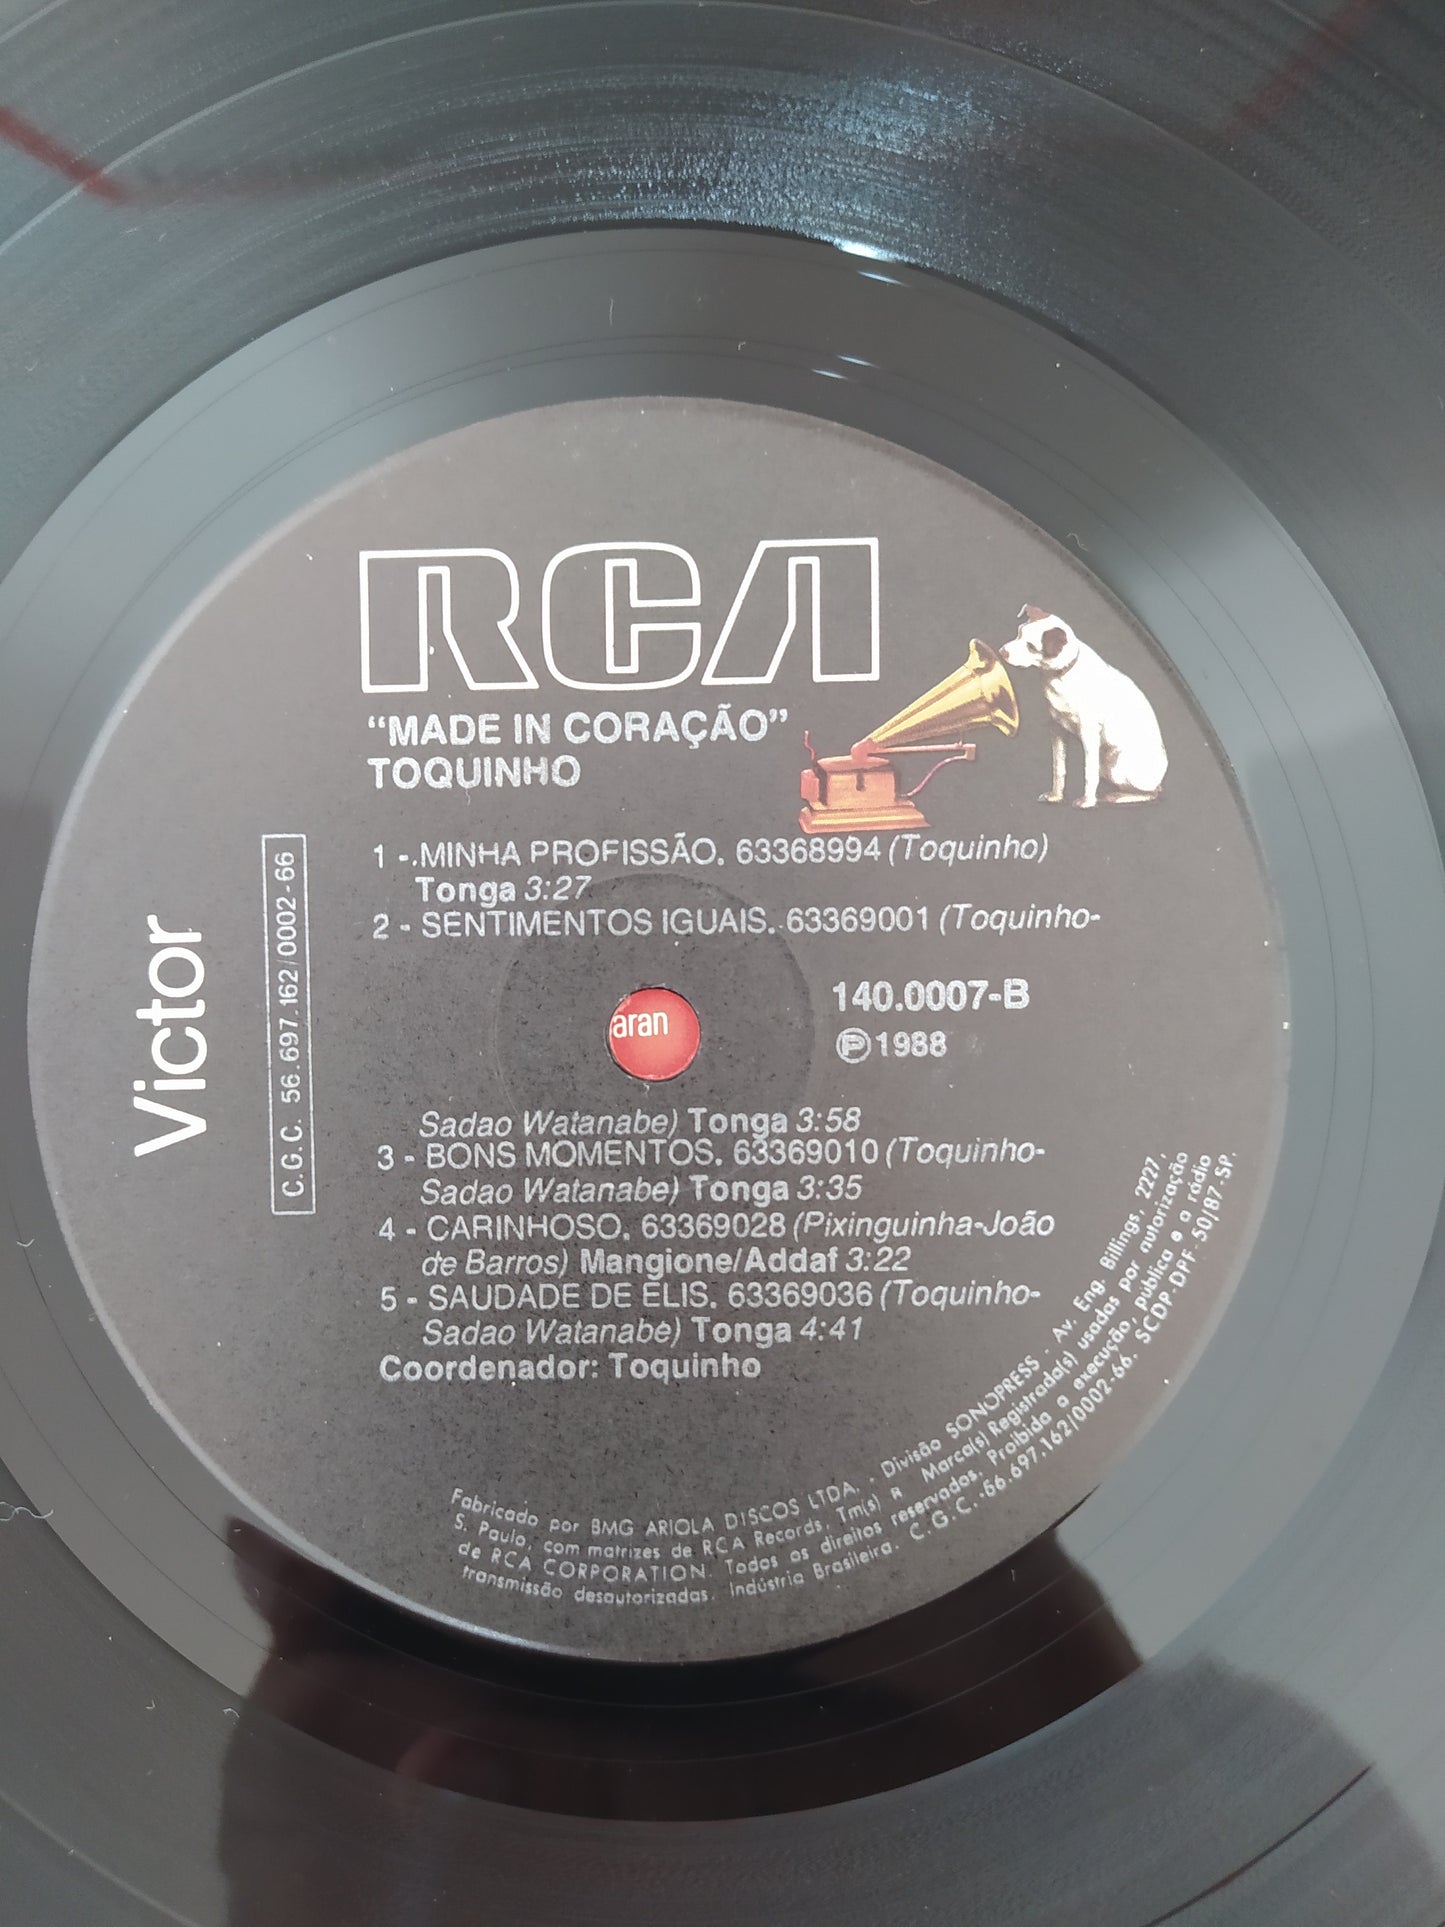 RCA
"MADE IN CORAÇÃO"
TOQUINHO
1 - MINHA PROFISSÃO. 63368994 (Toquinho)
Tonga 3:27
2 - SENTIMENTOS IGUAIS. 63369001 (Toquinho-
140.0007-B
Ⓟ 1988
aran
Sadao Watanabe) Tonga 3:58
3 - BONS MOMENTOS. 63369010 (Toquinho-
Sadao Watanabe) Tonga 3:35
4 - CARINHOSO. 63369028 (Pixinguinha-João
de Barros) Mangione/Addaf 3:22
5 - SAUDADE DE ELIS. 63369036 (Toquinho-
Sadao Watanabe) Tonga 4:41
Coordenador: Toquinho
Victor
C.G.C. 56.697.162/0002-66
Fabricado por BMG ARIOLA DISCOS LTDA. - Divisão SONOPRESS - Av. Eng. Billings, 2227,
S. Paulo, com matrizes de RCA Records, Tm(s) R Marca(s) Registrada(s) usadas por autorização
de RCA CORPORATION. Todos os direitos reservados. Proibida a execução, publica e a rádio
transmissão desautorizadas. Indústria Brasileira. C.G.C.-56.697.162/0002-66. SCDP-DPF-50/87-SP.